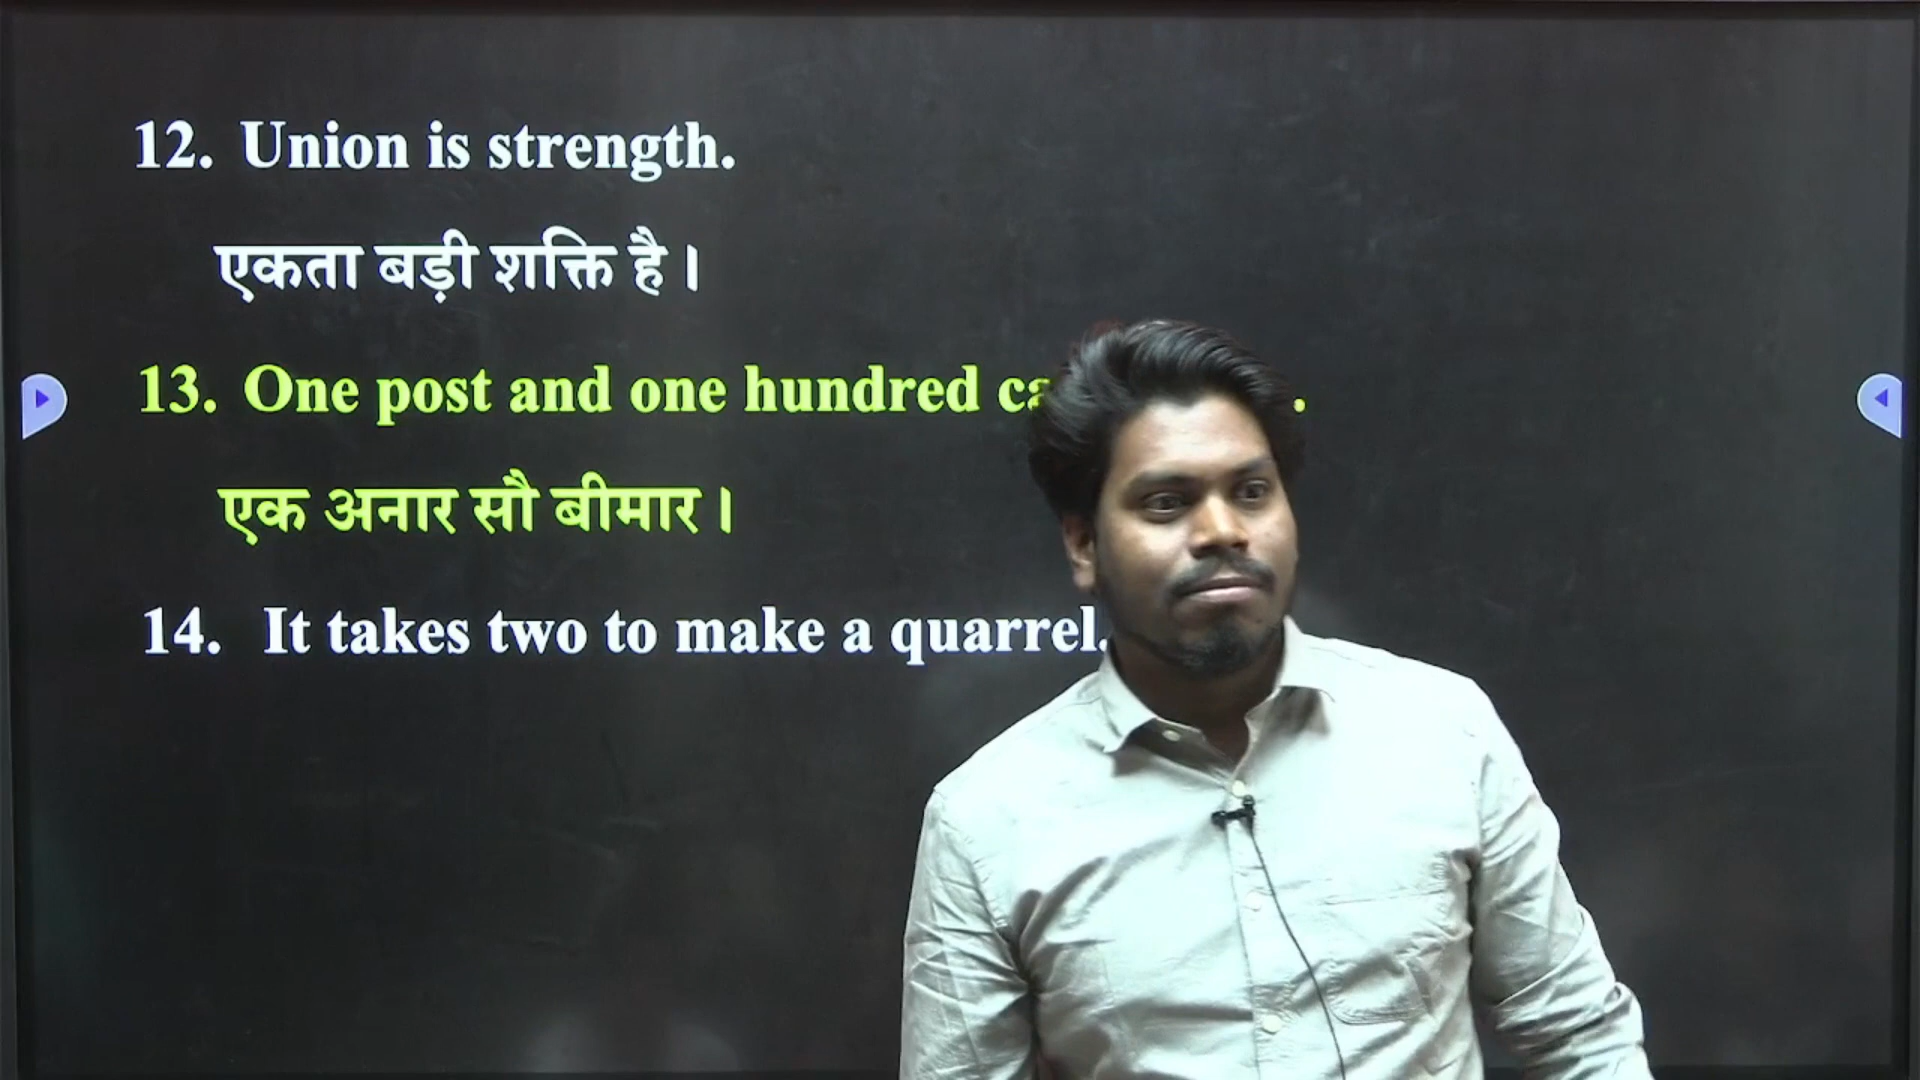 12. Union is strength.
एकता बड़ी शक्ति है।
13. One post and one hundred
एक अनार सौ बीमार।
14. It takes two to make a quarrel.